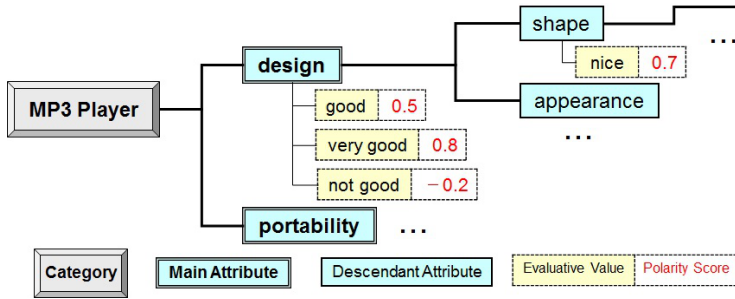 shape
...
nice 0.7
design
MP3 Player
good 0.5
appearance
very good 0.8
...
not good −0.2
portability ...
Category
Main Attribute
Descendant Attribute
Evaluative Value
Polarity Score